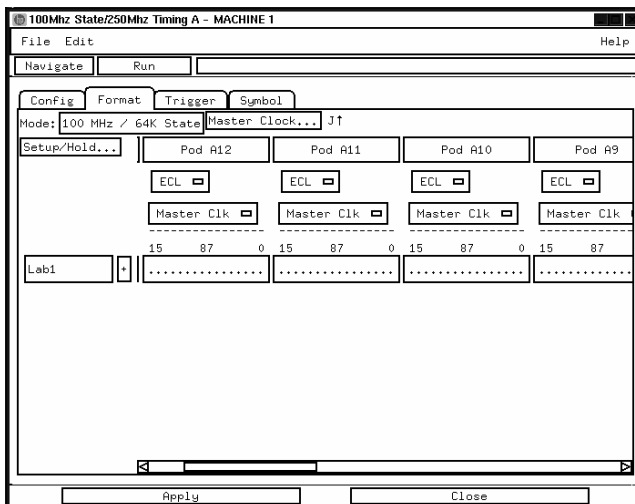 100Mhz State/250Mhz Timing A - MACHINE 1
File Edit Help
Navigate Run
Config Format Trigger Symbol
Mode: 100 MHz / 64K State Master Clock... J↑
Setup/Hold... Pod A12 Pod A11 Pod A10 Pod A9
ECL ECL ECL ECL
Master Clk Master Clk Master Clk Master Clk
15 87 0 15 87 0 15 87 0 15 87
Lab1 + ................ ................ ................ ............
Apply Close